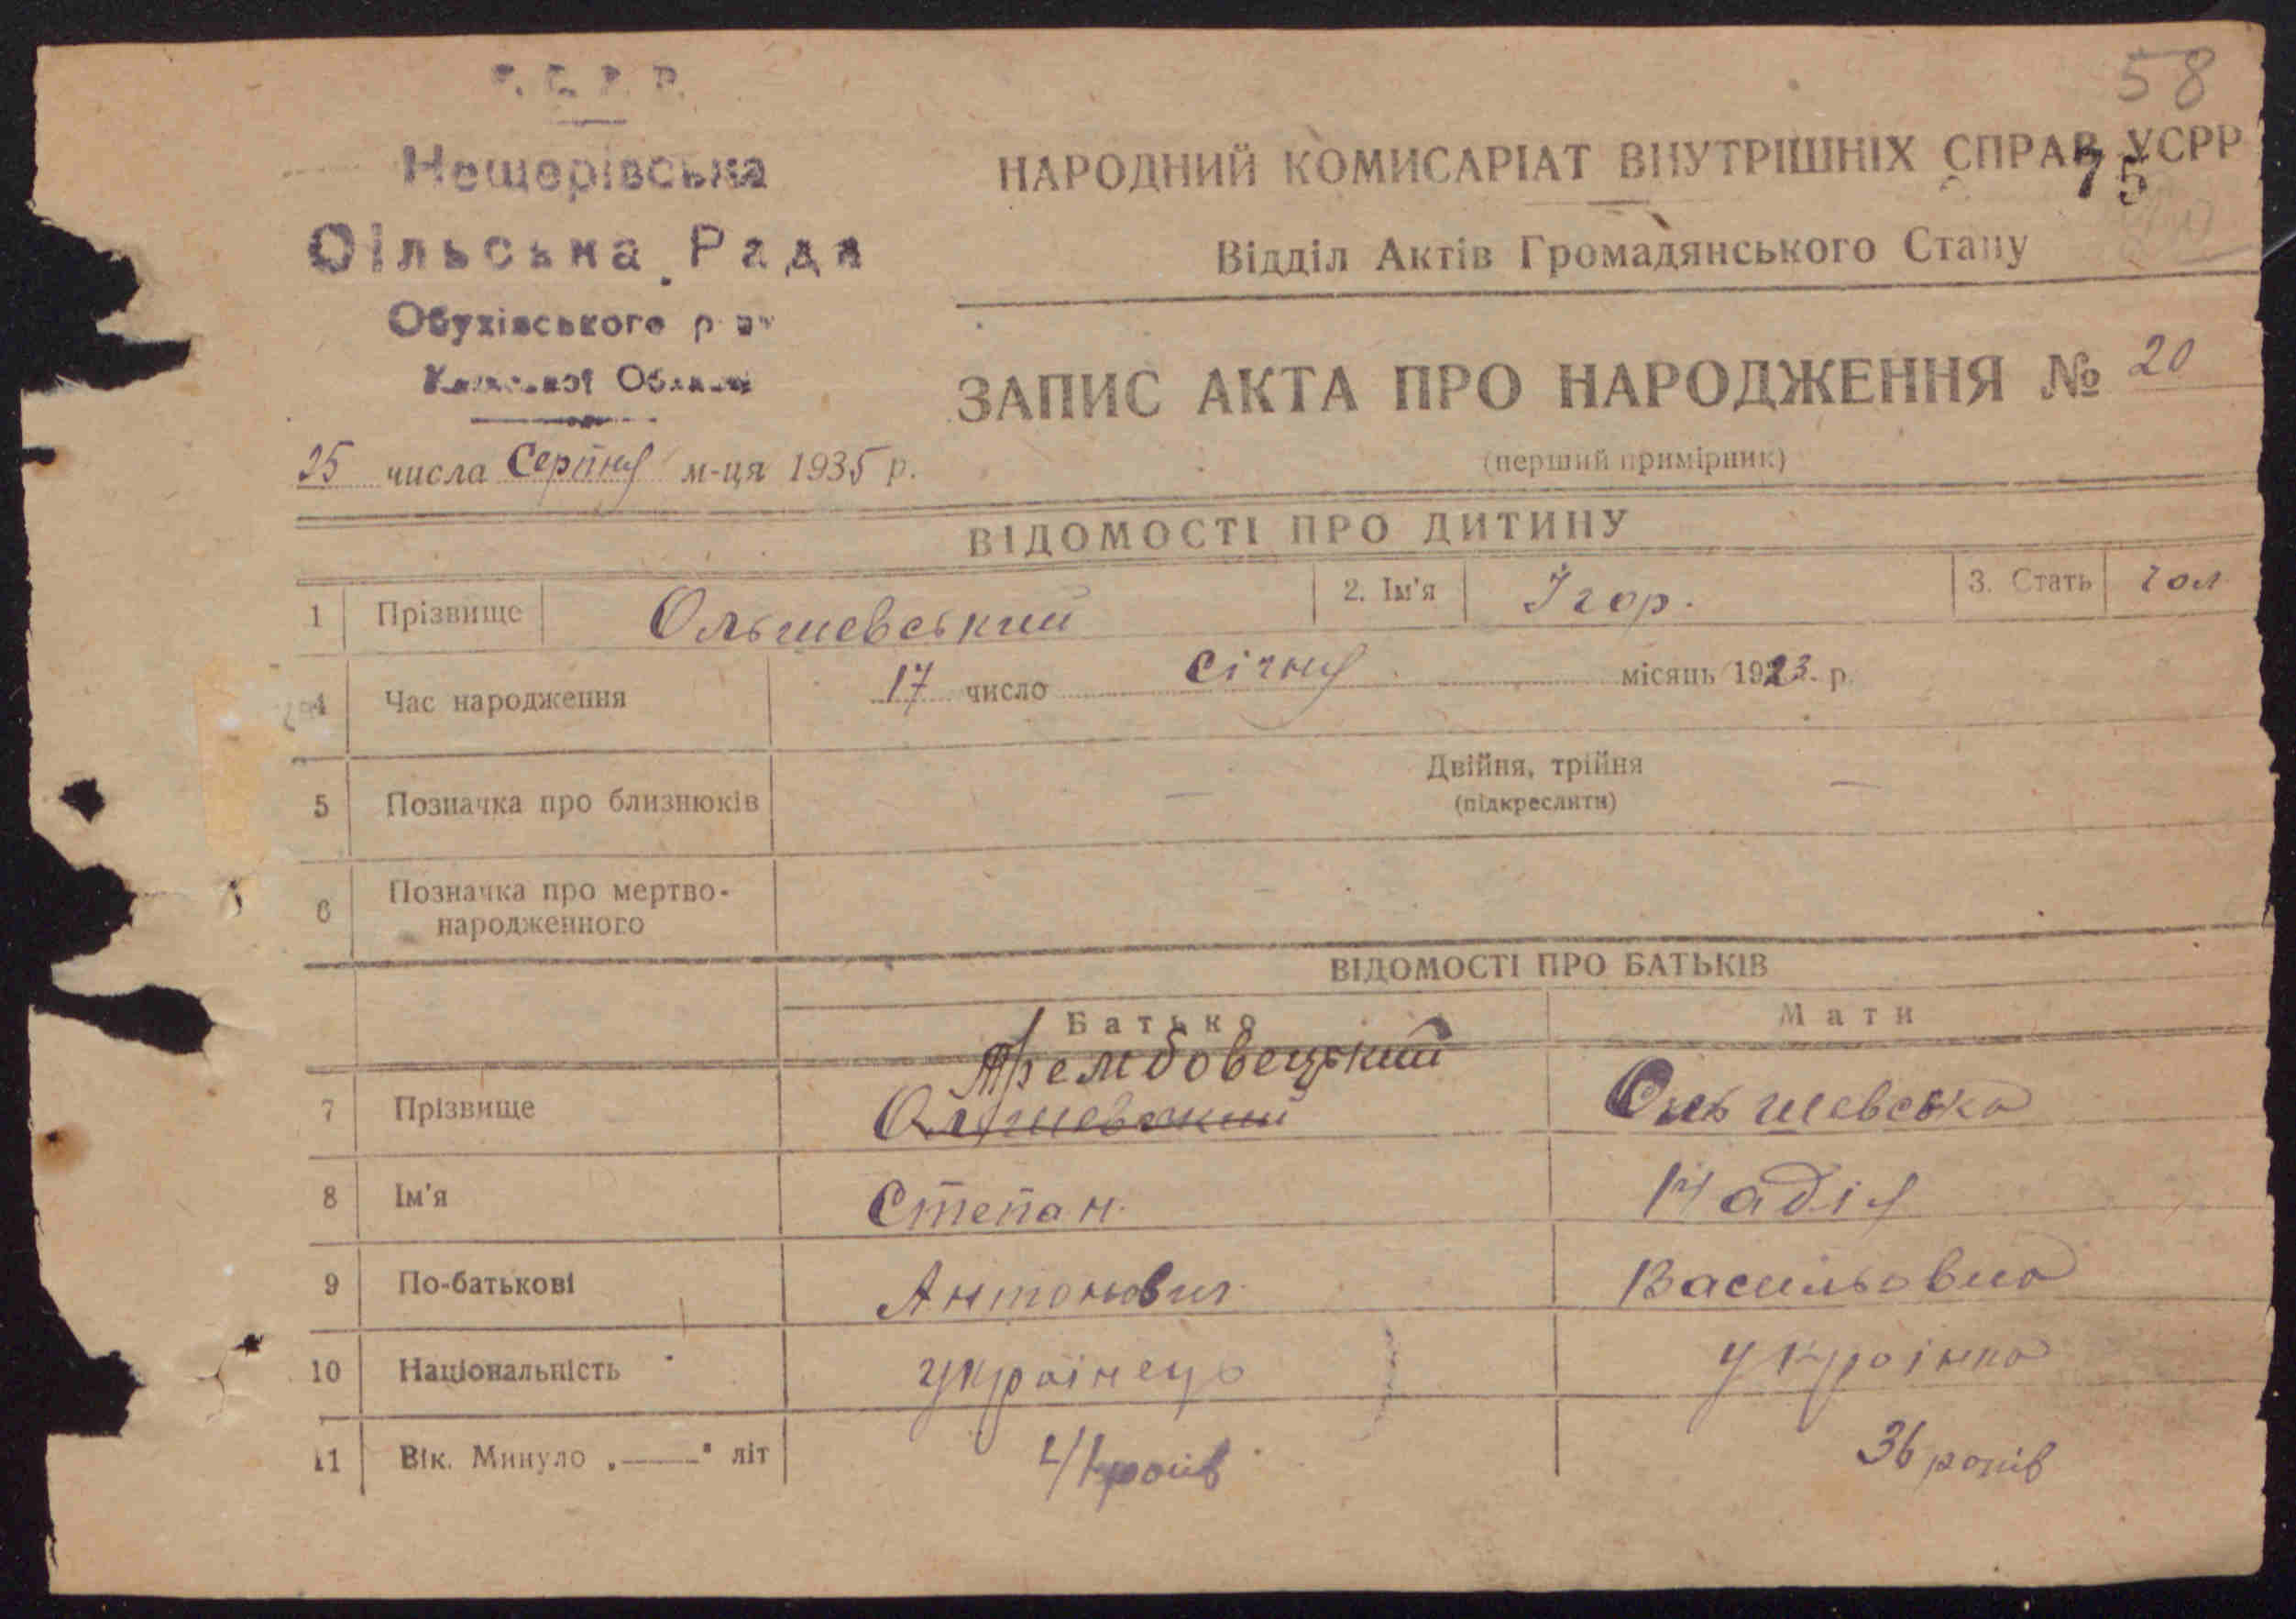 58
У.С.Р.Р.
Нещерівська
Сільська Рада
Обухівського р-ну
Київської Області
НАРОДНИЙ КОМИСАРІАТ ВНУТРІШНІХ СПРАВ УСРР
75
Відділ Актів Громадянського Стану
ЗАПИС АКТА ПРО НАРОДЖЕННЯ № 20
(перший примірник)
25 числа Серпня м-ця 1935 р.
ВІДОМОСТІ ПРО ДИТИНУ
1 Прізвище Ольшевський 2. Ім'я Ігор. 3. Стать чол
4 Час народження 17 число січня місяць 1923 р.
5 Позначка про близнюків — Двійня, трійня —
(підкреслити)
6 Позначка про мертво-
народженного
ВІДОМОСТІ ПРО БАТЬКІВ
Батько Мати
Трембовецький
7 Прізвище Ольшевський Ольшевська
8 Ім'я Степан. Надія
9 По-батькові Антонович Васильовна
10 Національність українець українка
11 Вік. Минуло „——" літ 41 років 36 років